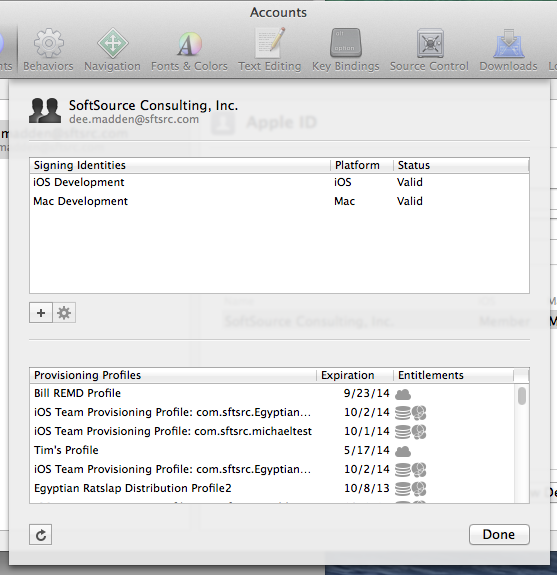 Accounts
Behaviors Navigation Fonts & Colors Text Editing Key Bindings Source Control Downloads
SoftSource Consulting, Inc.
dee.madden@sftsrc.com
Apple ID
Signing Identities Platform Status
iOS Development iOS Valid
Mac Development Mac Valid
SoftSource Consulting, Inc. Member
Provisioning Profiles Expiration Entitlements
Bill REMD Profile 9/23/14
iOS Team Provisioning Profile: com.sftsrc.Egyptian... 10/2/14
iOS Team Provisioning Profile: com.sftsrc.michaeltest 10/1/14
Tim's Profile 5/17/14
iOS Team Provisioning Profile: com.sftsrc.Egyptian... 10/2/14
Egyptian Ratslap Distribution Profile2 10/8/13
Done